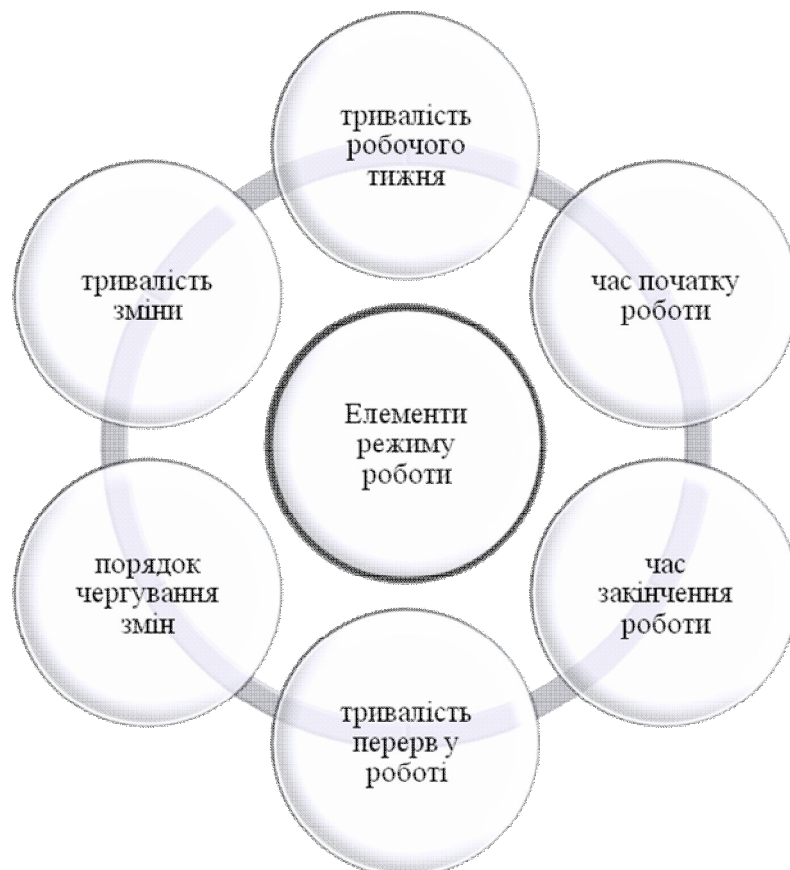 тривалість
робочого
тижня
час початку
роботи
час
закінчення
роботи
тривалість
перерв у
роботі
порядок
чергування
змін
тривалість
зміни
Елементи
режиму
роботи